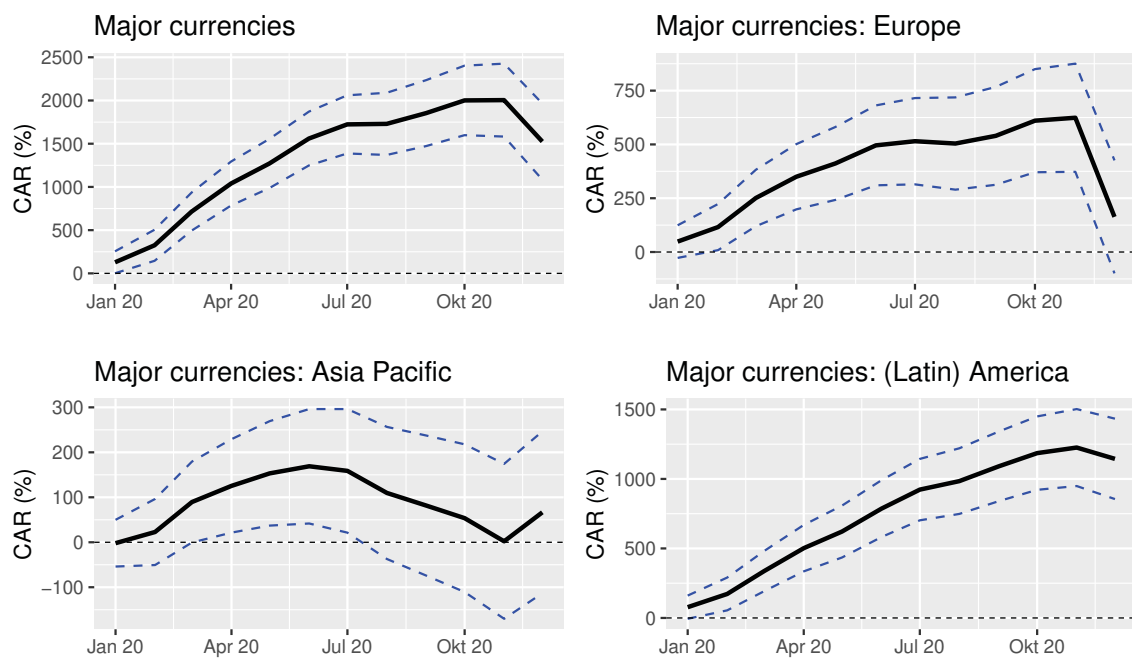 Major currencies
CAR (%)
2500
2000
1500
1000
500
0
Jan 20 Apr 20 Jul 20 Okt 20
Major currencies: Europe
CAR (%)
750
500
250
0
Jan 20 Apr 20 Jul 20 Okt 20
Major currencies: Asia Pacific
CAR (%)
300
200
100
0
−100
Jan 20 Apr 20 Jul 20 Okt 20
Major currencies: (Latin) America
CAR (%)
1500
1000
500
0
Jan 20 Apr 20 Jul 20 Okt 20